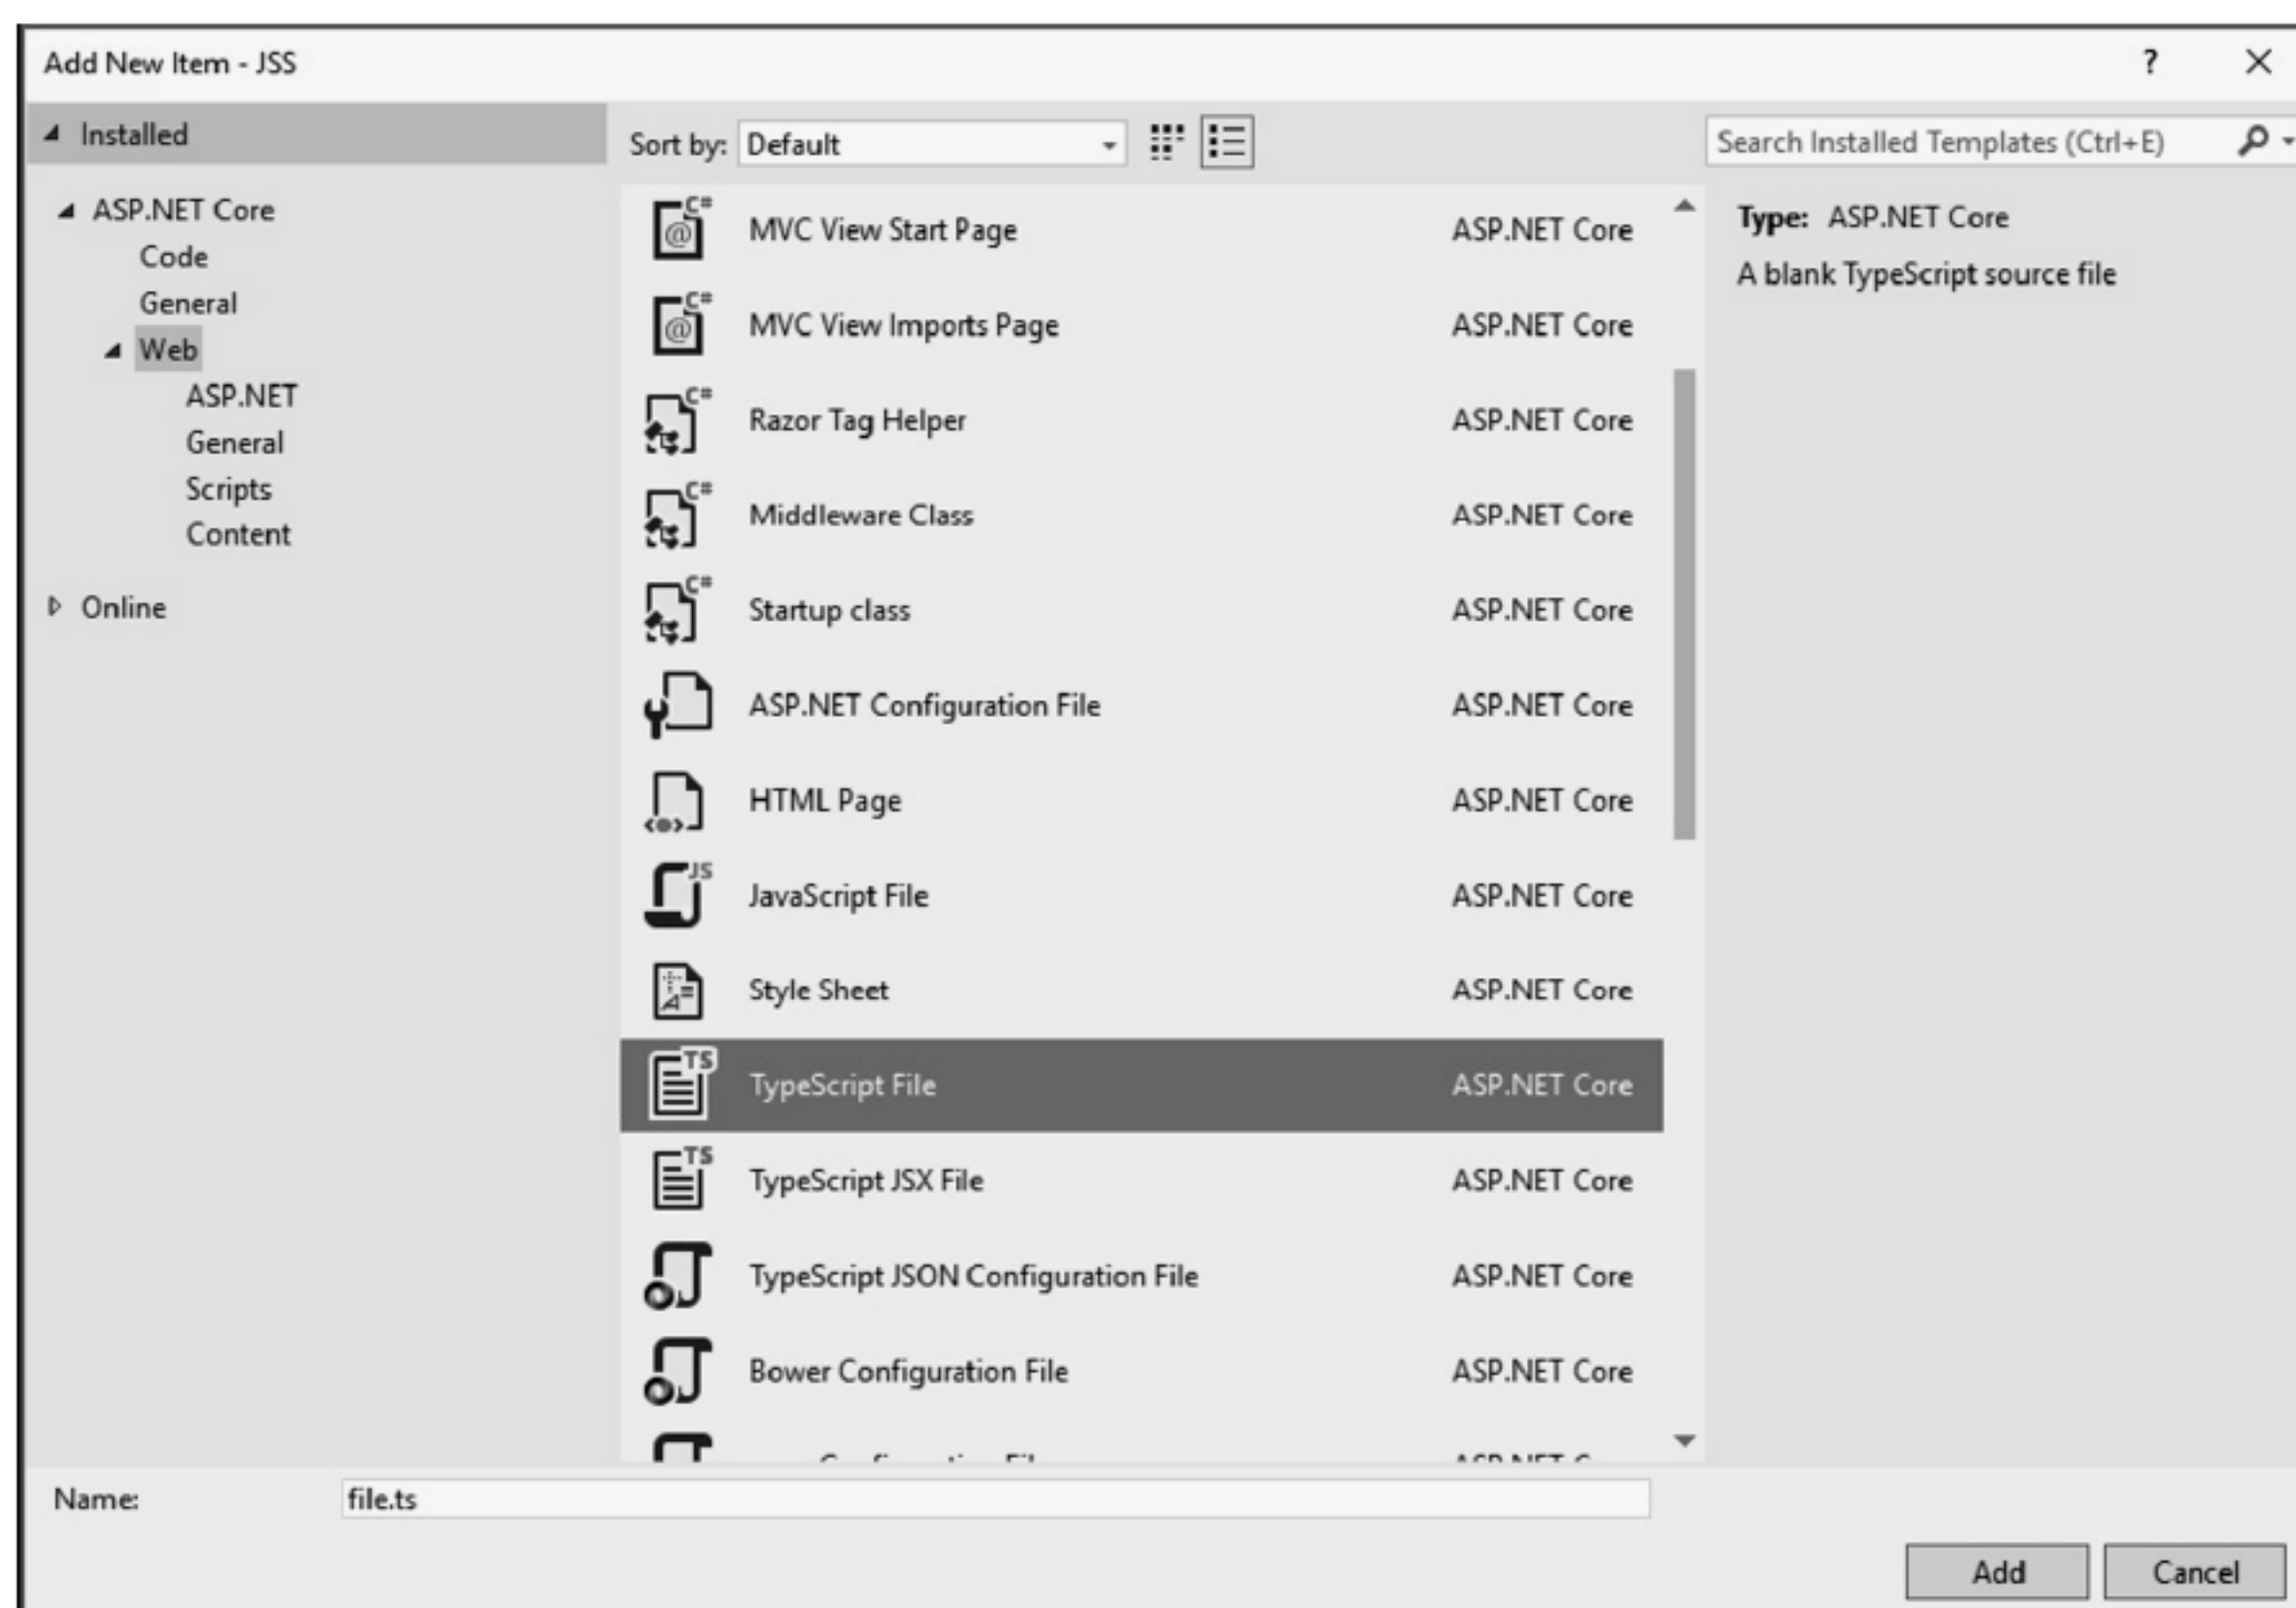 Add New Item - JSS
?
Installed
ASP.NET Core
Code
General
Web
ASP.NET
General
Scripts
Content
Online
Sort by: Default
MVC View Start Page ASP.NET Core
MVC View Imports Page ASP.NET Core
Razor Tag Helper ASP.NET Core
Middleware Class ASP.NET Core
Startup class ASP.NET Core
ASP.NET Configuration File ASP.NET Core
HTML Page ASP.NET Core
JavaScript File ASP.NET Core
Style Sheet ASP.NET Core
TypeScript File ASP.NET Core
TypeScript JSX File ASP.NET Core
TypeScript JSON Configuration File ASP.NET Core
Bower Configuration File ASP.NET Core
Configuration File ASP.NET Core
Search Installed Templates (Ctrl+E)
Type: ASP.NET Core
A blank TypeScript source file
Name: file.ts
Add Cancel